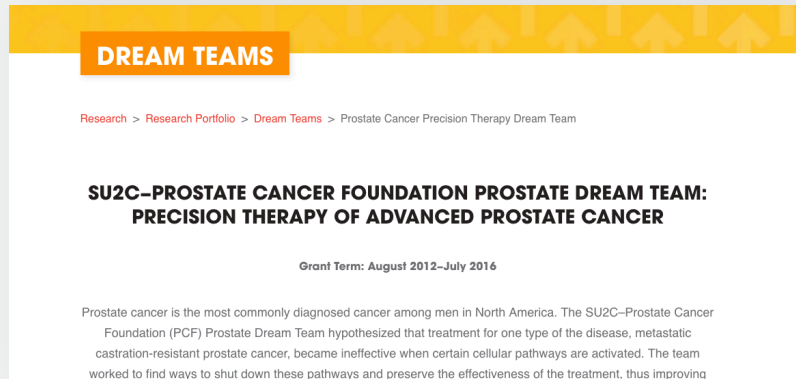 DREAM TEAMS
Research > Research Portfolio > Dream Teams > Prostate Cancer Precision Therapy Dream Team
SU2C–PROSTATE CANCER FOUNDATION PROSTATE DREAM TEAM:
PRECISION THERAPY OF ADVANCED PROSTATE CANCER
Grant Term: August 2012–July 2016
Prostate cancer is the most commonly diagnosed cancer among men in North America. The SU2C–Prostate Cancer
Foundation (PCF) Prostate Dream Team hypothesized that treatment for one type of the disease, metastatic
castration-resistant prostate cancer, became ineffective when certain cellular pathways are activated. The team
worked to find ways to shut down these pathways and preserve the effectiveness of the treatment, thus improving